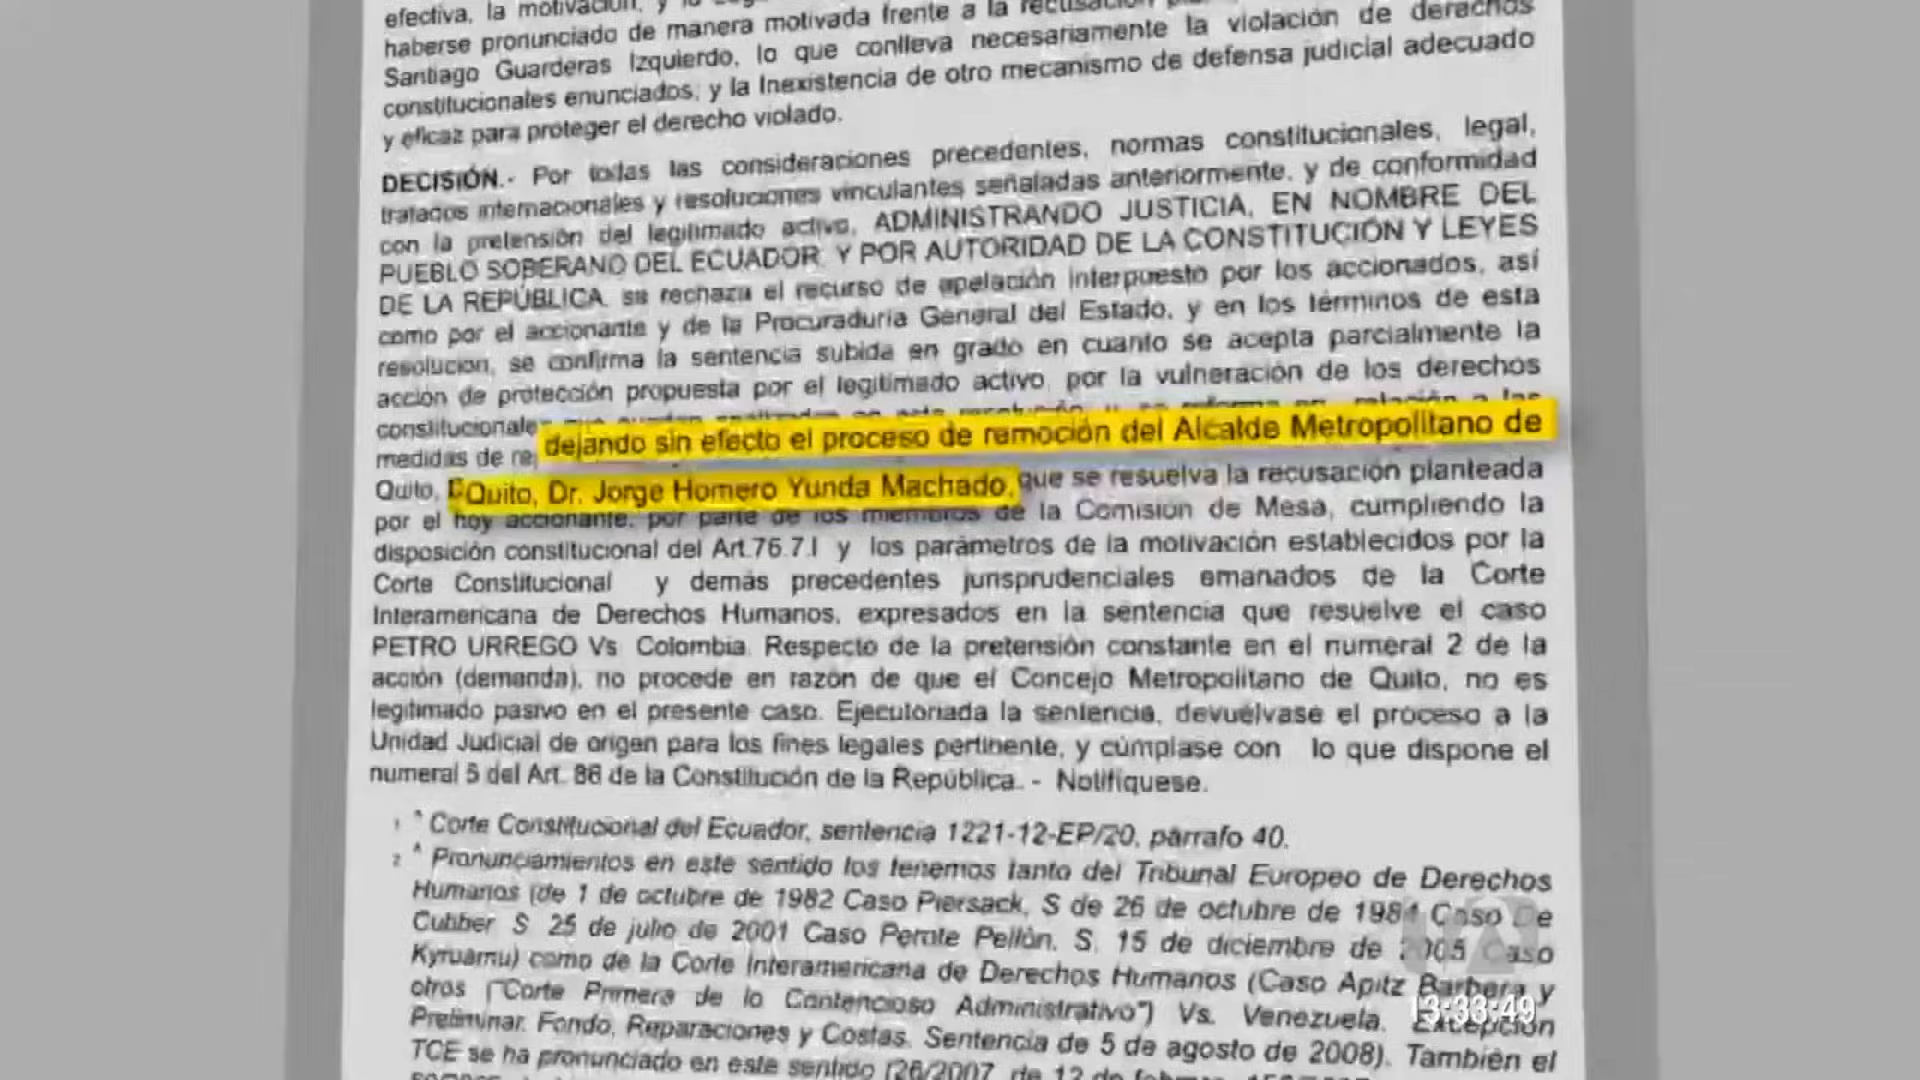 efectiva, la motivación, y
haberse pronunciado de manera motivada frente a la recusación
Santiago Guarderas Izquierdo, lo que conlleva necesariamente la violación de derechos
constitucionales enunciados; y la Inexistencia de otro mecanismo de defensa judicial adecuado
y eficaz para proteger el derecho violado.
DECISIÓN.- Por todas las consideraciones precedentes, normas constitucionales, legal,
tratados internacionales y resoluciones vinculantes señaladas anteriormente, y de conformidad
con la pretensión del legitimado activo, ADMINISTRANDO JUSTICIA, EN NOMBRE DEL
PUEBLO SOBERANO DEL ECUADOR Y POR AUTORIDAD DE LA CONSTITUCIÓN Y LEYES
DE LA REPÚBLICA, se rechaza el recurso de apelación interpuesto por los accionados, así
como por el accionante y de la Procuraduría General del Estado, y en los términos de esta
resolución, se confirma la sentencia subida en grado en cuanto se acepta parcialmente la
acción de protección propuesta por el legitimado activo, por la vulneración de los derechos
constitucionales
medidas de re dejando sin efecto el proceso de remoción del Alcalde Metropolitano de
Quito, Quito, Dr. Jorge Homero Yunda Machado, que se resuelva la recusación planteada
por el hoy accionante, por parte de los miembros de la Comisión de Mesa, cumpliendo la
disposición constitucional del Art.76.7.l y los parámetros de la motivación establecidos por la
Corte Constitucional y demás precedentes jurisprudenciales emanados de la Corte
Interamericana de Derechos Humanos, expresados en la sentencia que resuelve el caso
PETRO URREGO Vs Colombia. Respecto de la pretensión constante en el numeral 2 de la
acción (demanda), no procede en razón de que el Concejo Metropolitano de Quito, no es
legitimado pasivo en el presente caso. Ejecutoriada la sentencia, devuélvase el proceso a la
Unidad Judicial de origen para los fines legales pertinente, y cúmplase con lo que dispone el
numeral 5 del Art. 86 de la Constitución de la República. - Notifíquese.
1 ^ Corte Constitucional del Ecuador, sentencia 1221-12-EP/20, párrafo 40.
2 ^ Pronunciamientos en este sentido los tenemos tanto del Tribunal Europeo de Derechos
Humanos (de 1 de octubre de 1982 Caso Piersack, S de 26 de octubre de 1984 Caso De
Cubber S 25 de julio de 2001 Caso Perote Pellón, S. 15 de diciembre de 2005 Caso
Kyruamu) como de la Corte Interamericana de Derechos Humanos (Caso Apitz Barbera y
otros ("Corte Primera de lo Contencioso Administrativo") Vs. Venezuela. Excepción
Preliminar. Fondo, Reparaciones y Costas. Sentencia de 5 de agosto de 2008). También el
TCE se ha pronunciado en este sentido (26/2007, de 12 de
13:33:49